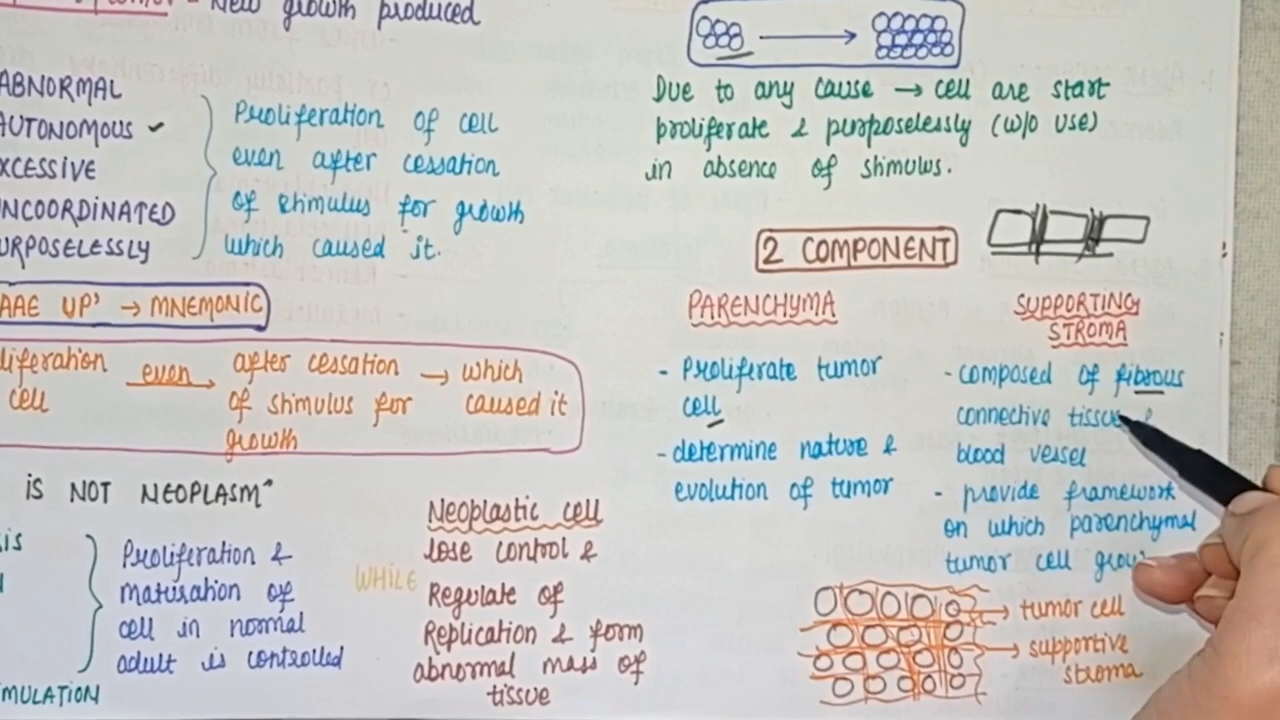 New growth produced
ABNORMAL
AUTONOMOUS
XCESSIVE
NCOORDINATED
URPOSELESSLY
Proliferation of cell
even after cessation
of stimulus for growth
which caused it.
AAE UP' → MNEMONIC
liferation even after cessation → which
cell of stimulus for caused it
growth
IS NOT NEOPLASM"
SIS
Proliferation &
maturation of
cell in normal
adult is controlled
MULATION
WHILE
Neoplastic cell
lose control &
Regulate of
Replication & form
abnormal mass of
tissue
Due to any cause → cell are start
proliferate & purposelessly (w/o use)
in absence of stimulus.
2 COMPONENT
PARENCHYMA
- Proliferate tumor
cell
- determine nature &
evolution of tumor
SUPPORTING
STROMA
- composed of fibrous
connective tissue &
blood vessel
- provide framework
on which parenchymal
tumor cell grow
→ tumor cell
→ supportive
stroma